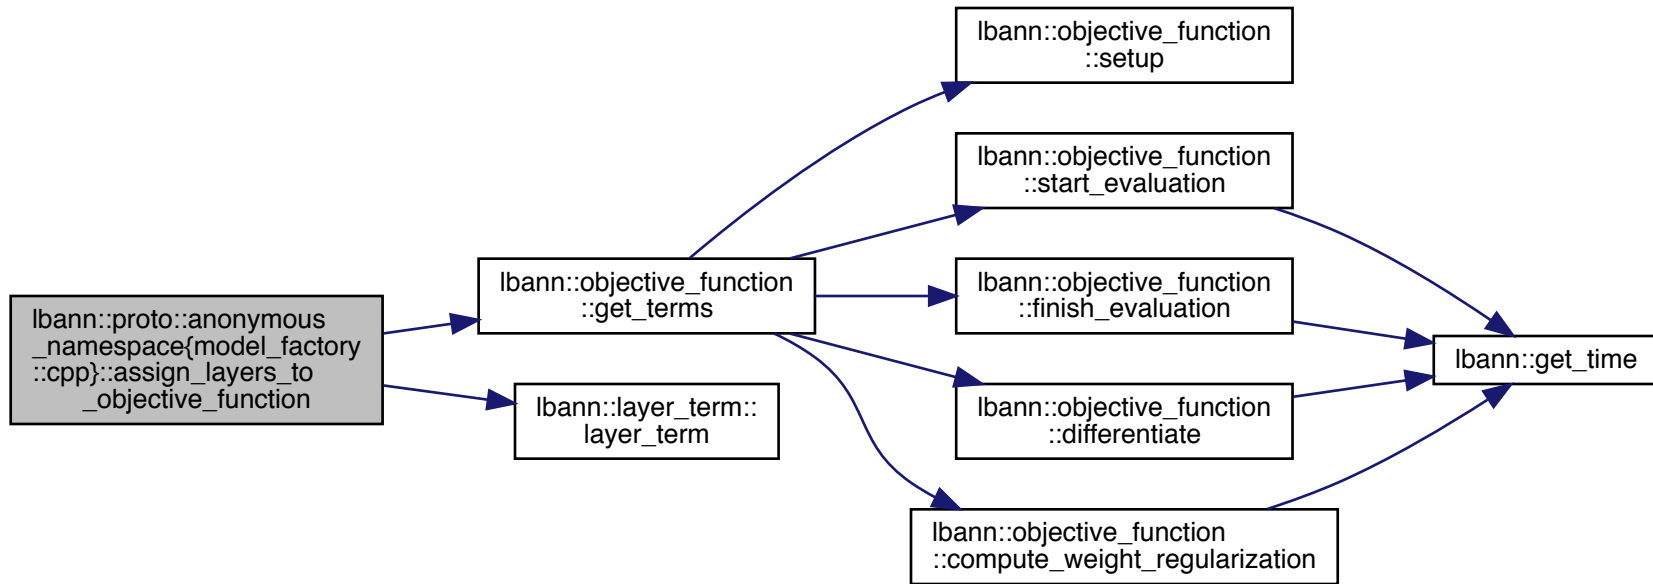 lbann::proto::anonymous
_namespace{model_factory
::cpp}::assign_layers_to
_objective_function
lbann::objective_function
::get_terms
lbann::layer_term::
layer_term
lbann::objective_function
::setup
lbann::objective_function
::start_evaluation
lbann::objective_function
::finish_evaluation
lbann::objective_function
::differentiate
lbann::objective_function
::compute_weight_regularization
lbann::get_time